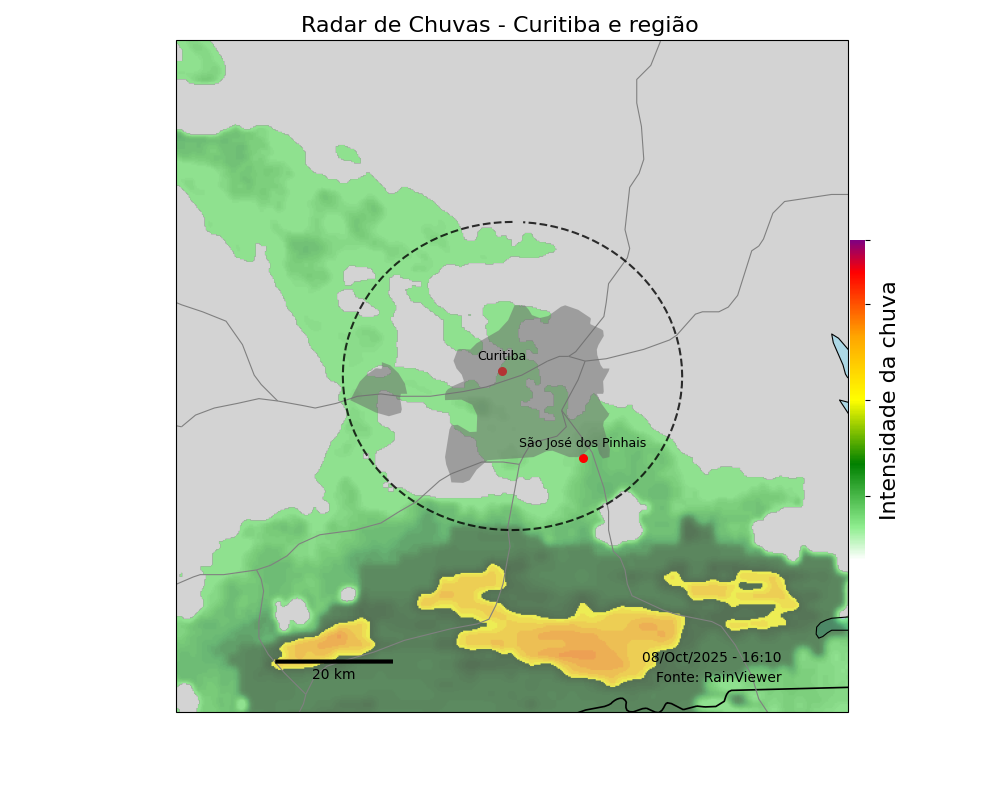 Radar de Chuvas - Curitiba e região
Curitiba
São José dos Pinhais
Intensidade da chuva
08/Oct/2025 - 16:10
Fonte: RainViewer
20 km